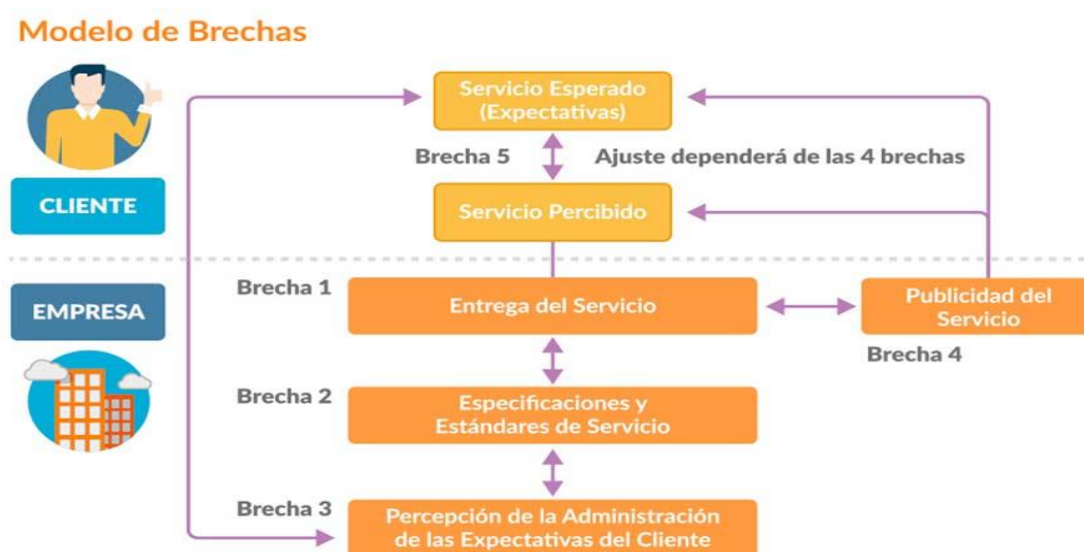 Modelo de Brechas
Servicio Esperado
(Expectativas)
Brecha 5
Ajuste dependerá de las 4 brechas
CLIENTE
Servicio Percibido
Brecha 1
Entrega del Servicio
Publicidad del
Servicio
EMPRESA
Brecha 4
Brecha 2
Especificaciones y
Estándares de Servicio
Brecha 3
Percepción de la Administración
de las Expectativas del Cliente